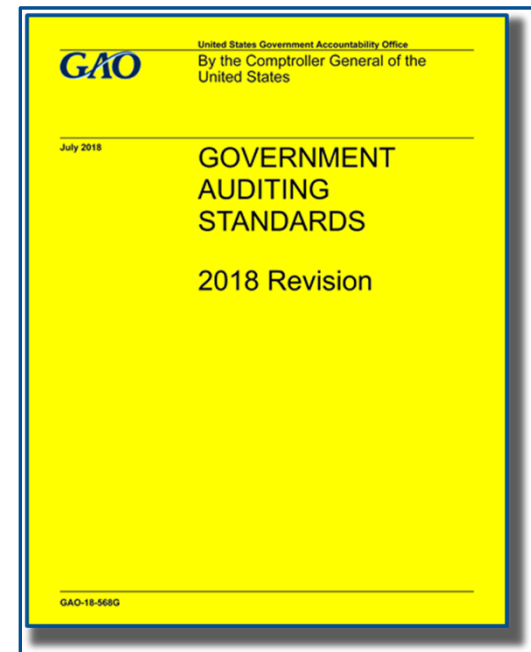 United States Government Accountability Office
GAO
By the Comptroller General of the
United States
July 2018
GOVERNMENT
AUDITING
STANDARDS
2018 Revision
GAO-18-568G